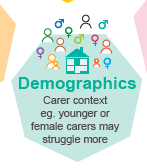 Demographics
Carer context
eg. younger or
female carers may
struggle more